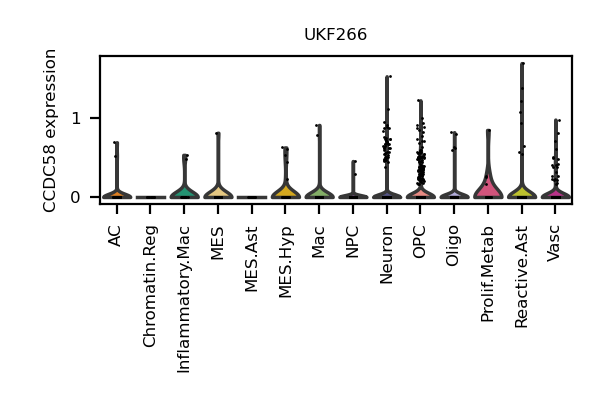 UKF266
CCDC58 expression
1
0
AC
Chromatin.Reg
Inflammatory.Mac
MES
MES.Ast
MES.Hyp
Mac
NPC
Neuron
OPC
Oligo
Prolif.Metab
Reactive.Ast
Vasc